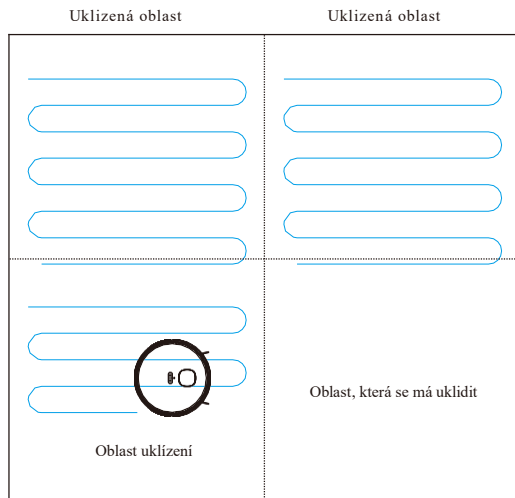 Uklizená oblast
Uklizená oblast
Oblast, která se má uklidit
Oblast uklízení